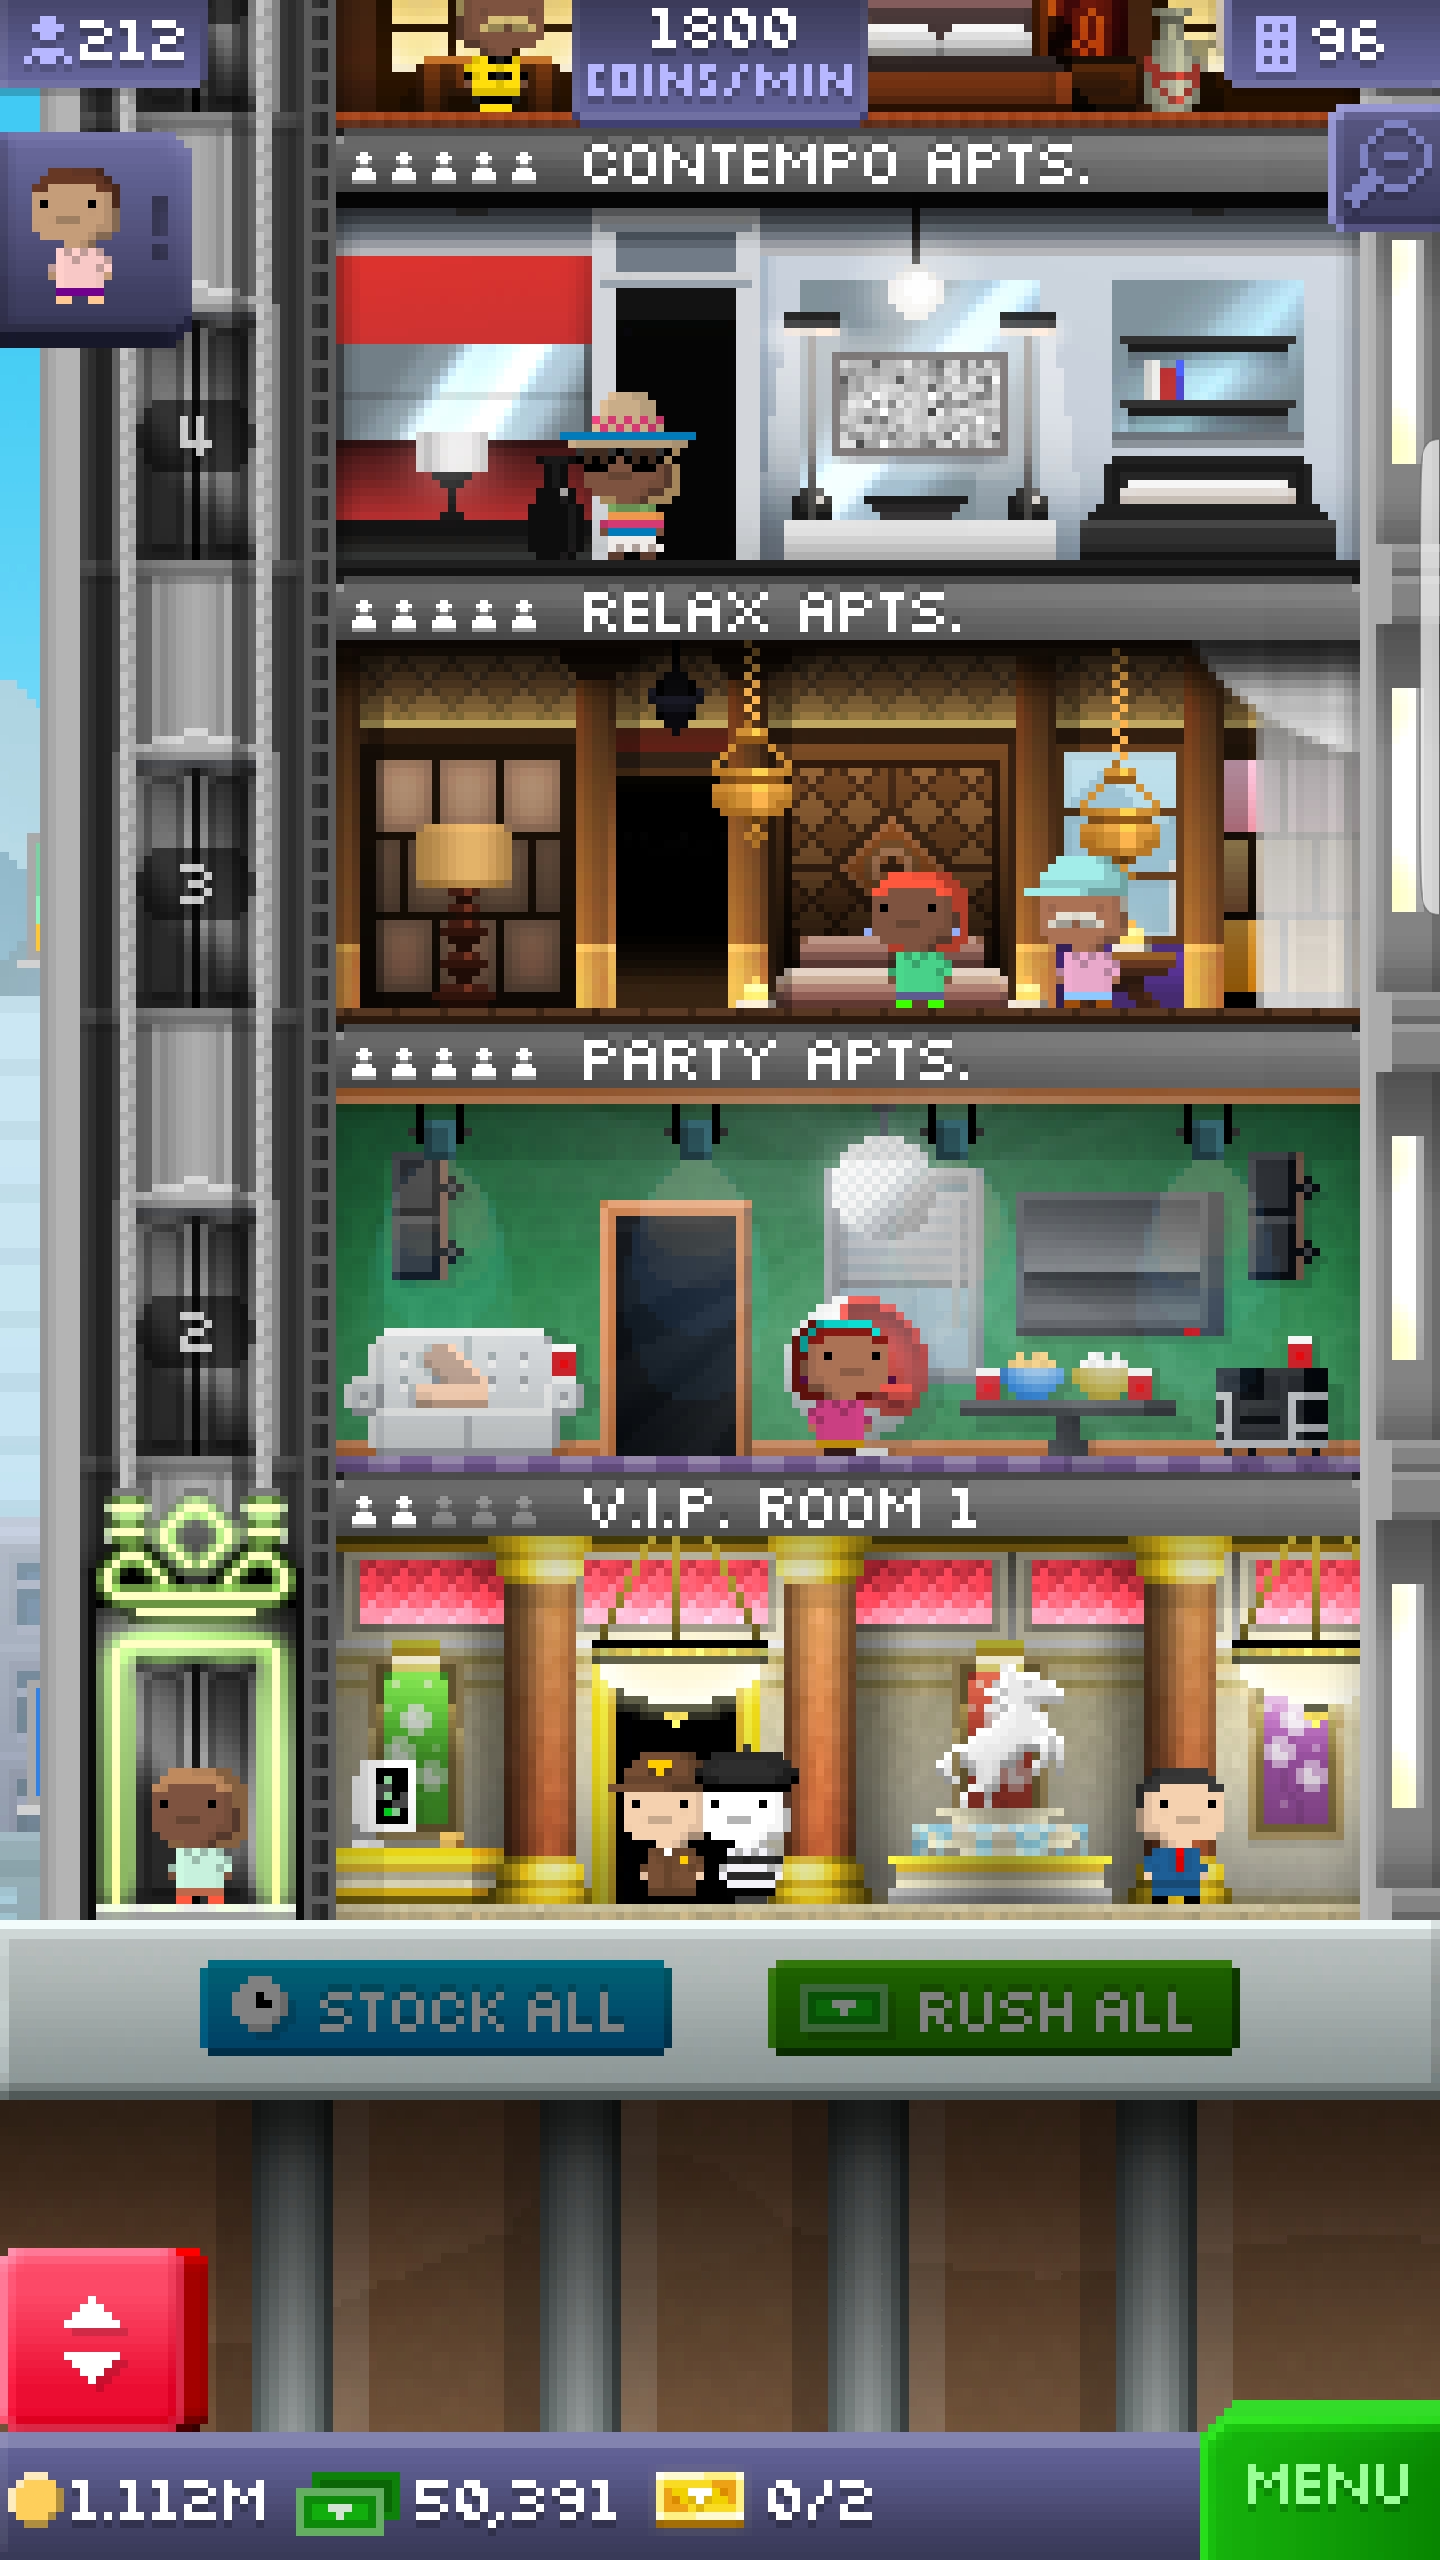 212
1800
COINS/MIN
96
!
CONTEMPO APTS.
4
RELAX APTS.
3
PARTY APTS.
2
V.I.P. ROOM 1
STOCK ALL
RUSH ALL
1.112M
50,391
0/2
MENU